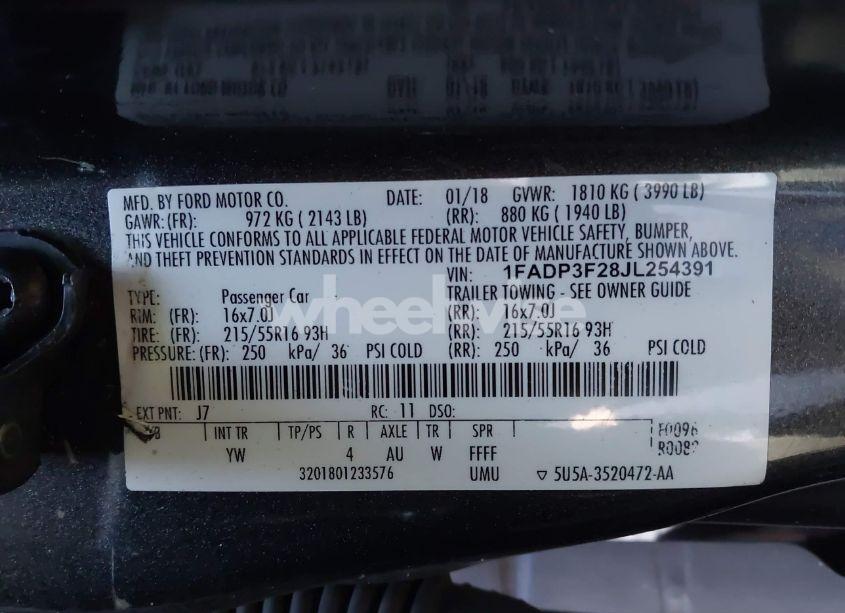 MFD. BY FORD MOTOR CO. DATE: 01/18 GVWR: 1810 KG ( 3990 LB)
GAWR: (FR): 972 KG ( 2143 LB) (RR): 880 KG ( 1940 LB)
THIS VEHICLE CONFORMS TO ALL APPLICABLE FEDERAL MOTOR VEHICLE SAFETY, BUMPER,
AND THEFT PREVENTION STANDARDS IN EFFECT ON THE DATE OF MANUFACTURE SHOWN ABOVE.
VIN: 1FADP3F28JL254391
TYPE: Passenger Car TRAILER TOWING - SEE OWNER GUIDE
RIM: (FR): 16x7.0J (RR): 16x7.0J
TIRE: (FR): 215/55R16 93H (RR): 215/55R16 93H
PRESSURE: (FR): 250 kPa/ 36 PSI COLD (RR): 250 kPa/ 36 PSI COLD
wheelwise
EXT PNT: J7 RC: 11 DSO:
INT TR TP/PS R AXLE TR SPR F0096
YW 4 AU W FFFF R0082
3201801233576 UMU ▽ 5U5A-3520472-AA